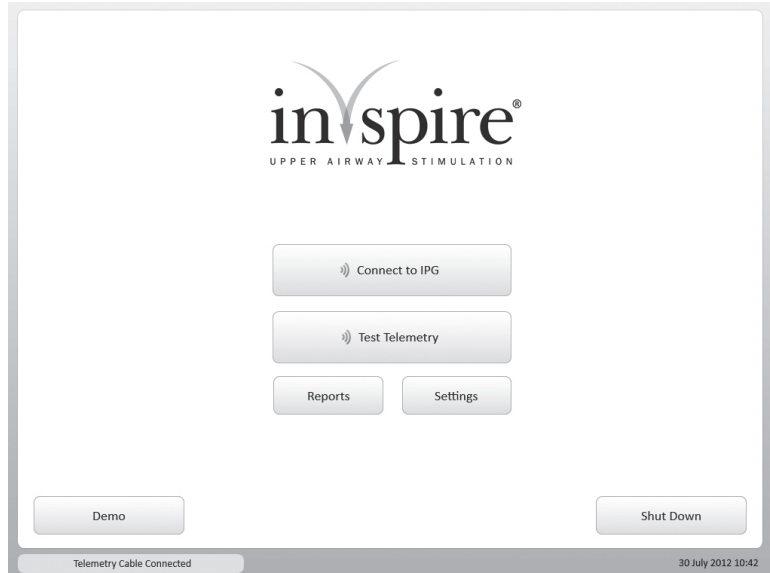 inspire®
UPPER AIRWAY STIMULATION
Connect to IPG
Test Telemetry
Reports Settings
Demo Shut Down
Telemetry Cable Connected 30 July 2012 10:42